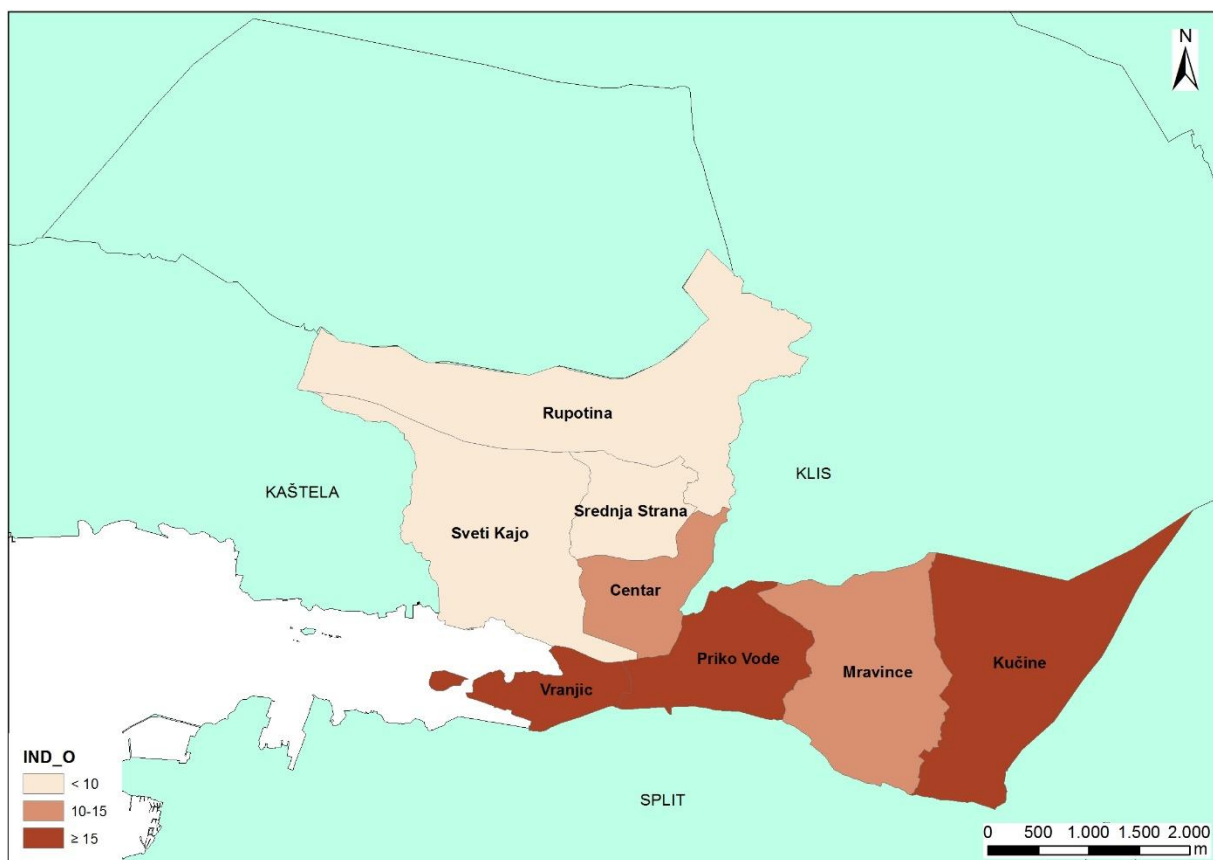 N
Rupotina
KLIS
KAŠTELA
Srednja Strana
Sveti Kajo
Centar
Priko Vode
Kučine
Mravince
Vranjic
IND_O
< 10
10-15
≥ 15
SPLIT
0 500 1.000 1.500 2.000
m